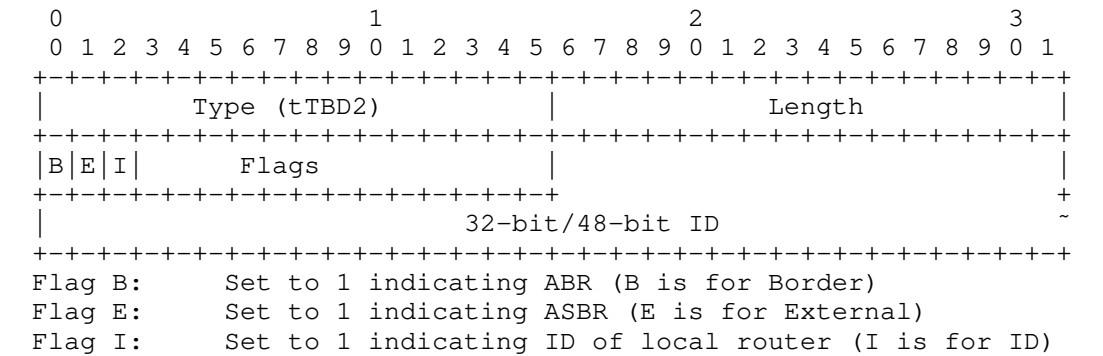 0                   1                   2                   3
 0 1 2 3 4 5 6 7 8 9 0 1 2 3 4 5 6 7 8 9 0 1 2 3 4 5 6 7 8 9 0 1
+-+-+-+-+-+-+-+-+-+-+-+-+-+-+-+-+-+-+-+-+-+-+-+-+-+-+-+-+-+-+-+-+
|         Type (tTBD2)          |             Length            |
+-+-+-+-+-+-+-+-+-+-+-+-+-+-+-+-+-+-+-+-+-+-+-+-+-+-+-+-+-+-+-+-+
|B|E|I|      Flags              |                               |
+-+-+-+-+-+-+-+-+-+-+-+-+-+-+-+-+                               +
|                          32-bit/48-bit ID                     ~
+-+-+-+-+-+-+-+-+-+-+-+-+-+-+-+-+-+-+-+-+-+-+-+-+-+-+-+-+-+-+-+-+
Flag B:     Set to 1 indicating ABR (B is for Border)
Flag E:     Set to 1 indicating ASBR (E is for External)
Flag I:     Set to 1 indicating ID of local router (I is for ID)